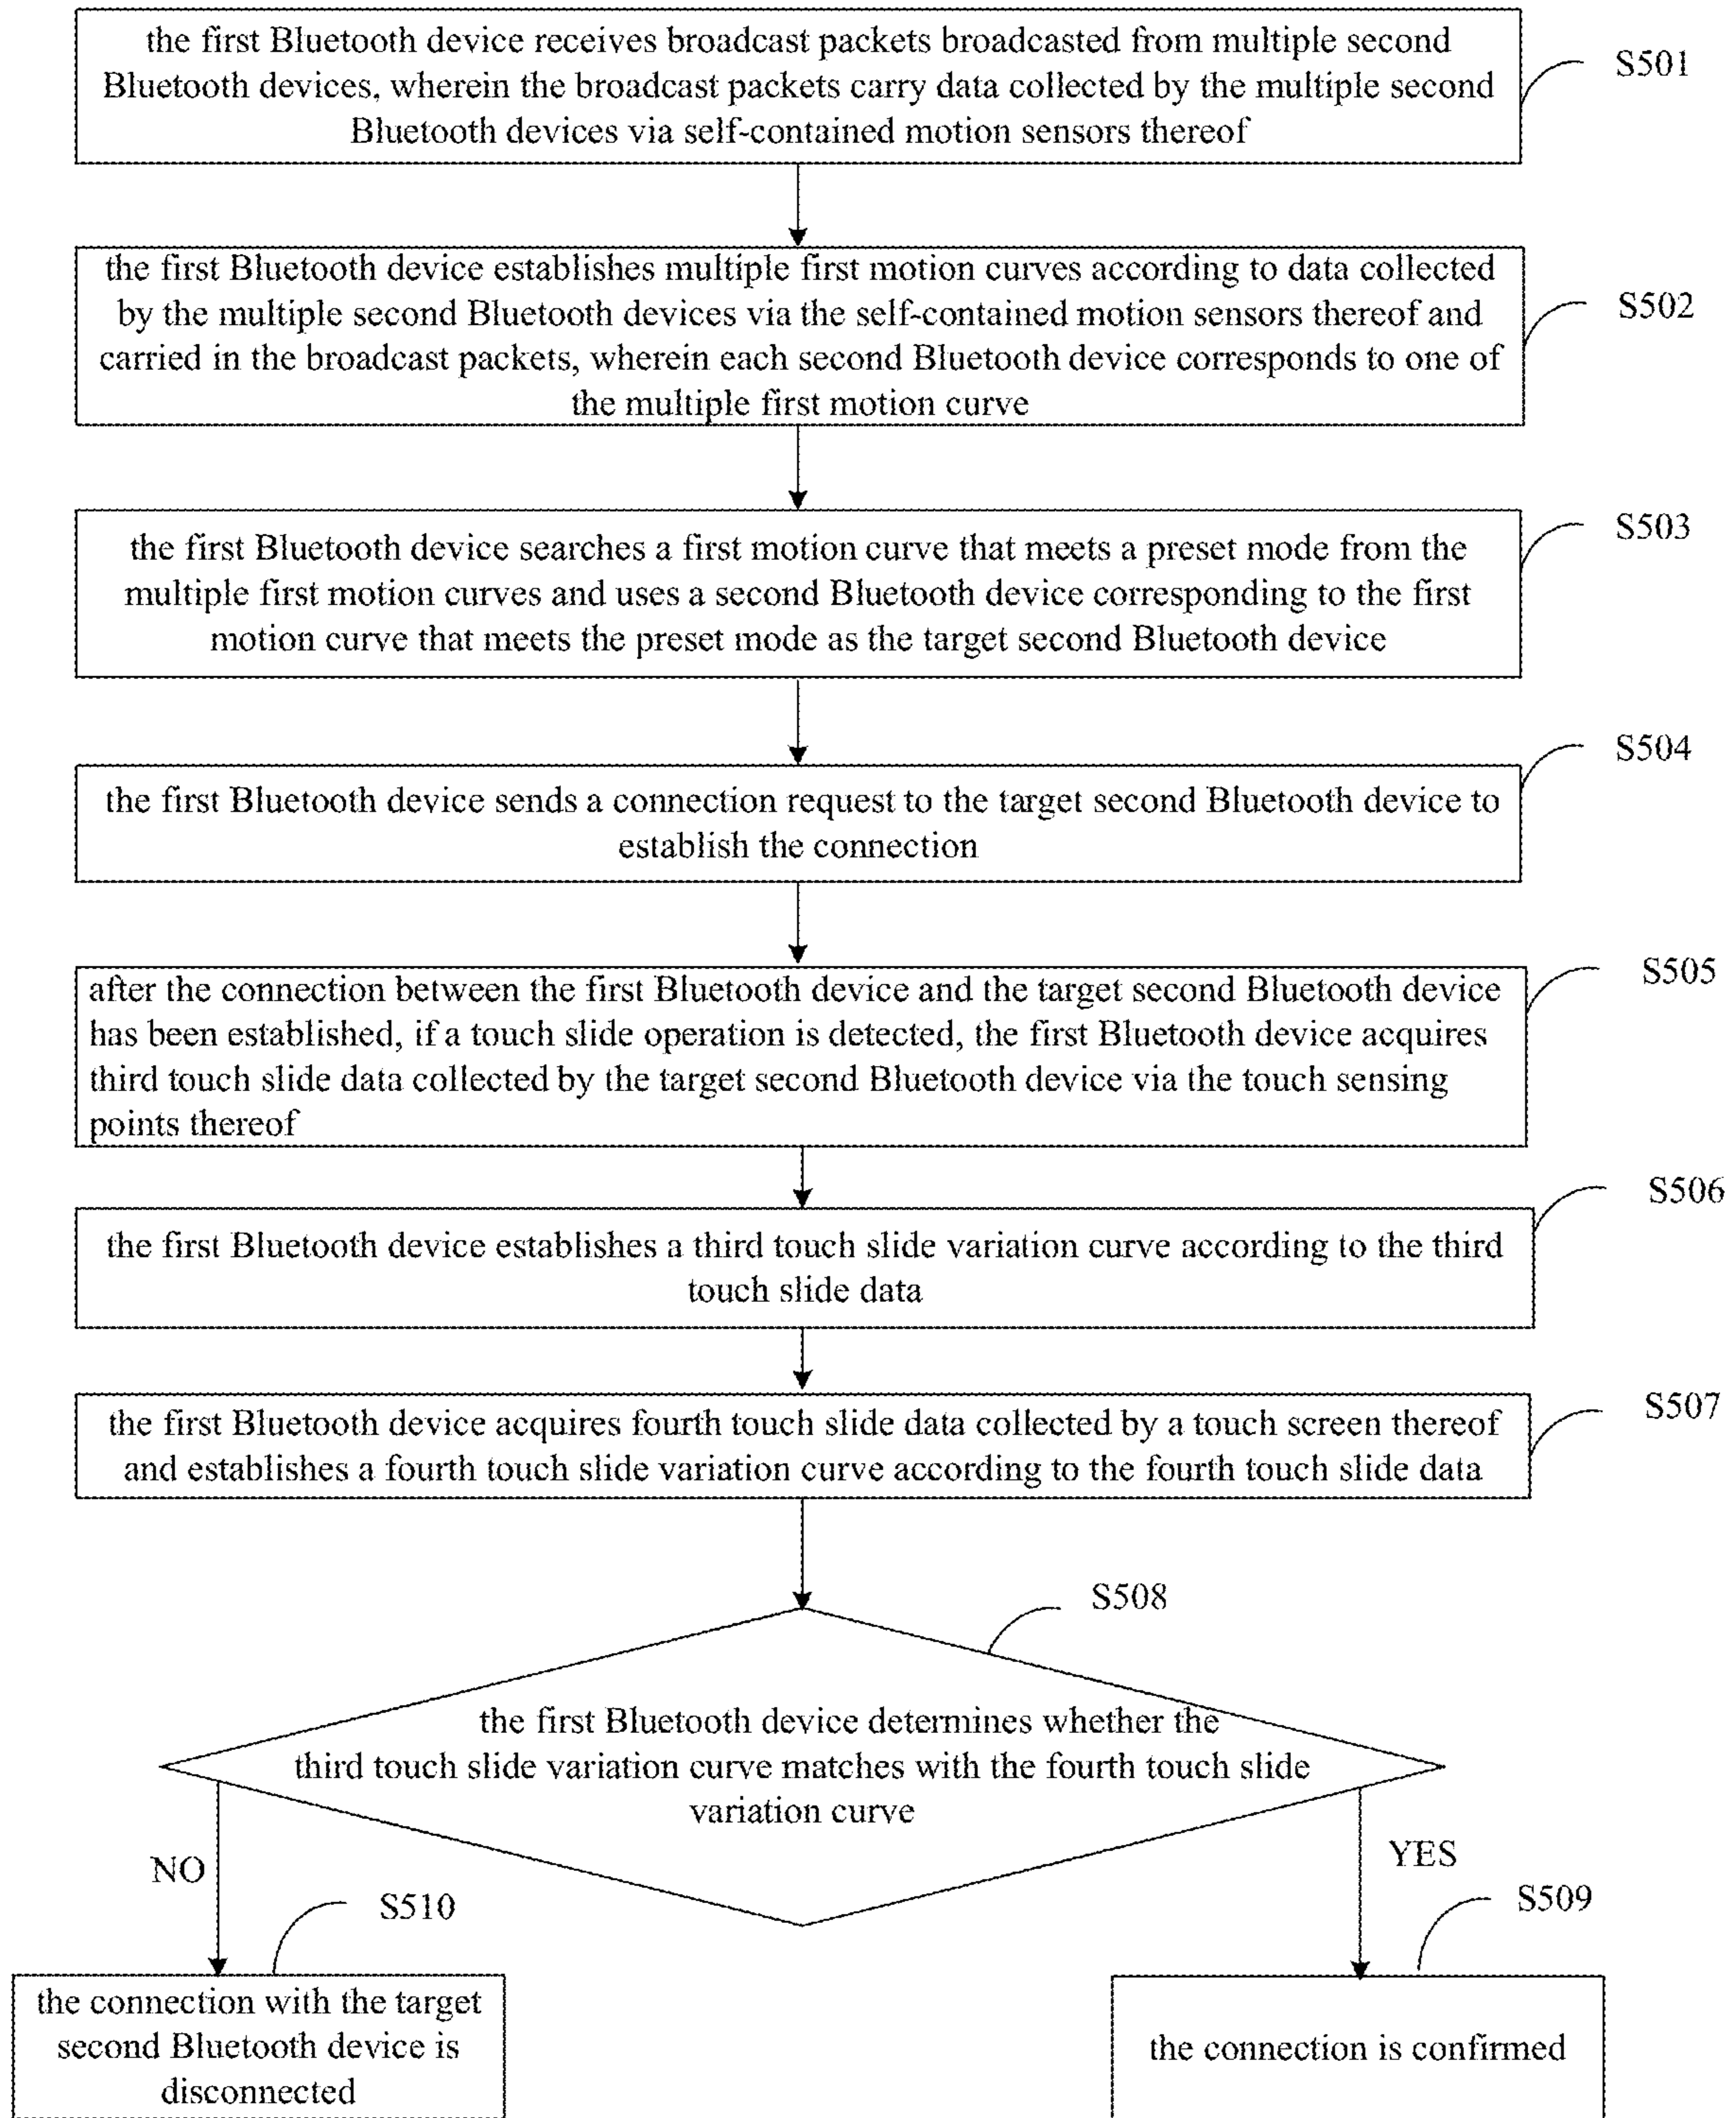 the first Bluetooth device receives broadcast packets broadcasted from multiple second
Bluetooth devices, wherein the broadcast packets carry data collected by the multiple second
Bluetooth devices via self-contained motion sensors thereof
S501
the first Bluetooth device establishes multiple first motion curves according to data collected
by the multiple second Bluetooth devices via the self-contained motion sensors thereof and
carried in the broadcast packets, wherein each second Bluetooth device corresponds to one of
the multiple first motion curve
S502
the first Bluetooth device searches a first motion curve that meets a preset mode from the
multiple first motion curves and uses a second Bluetooth device corresponding to the first
motion curve that meets the preset mode as the target second Bluetooth device
S503
the first Bluetooth device sends a connection request to the target second Bluetooth device to
establish the connection
S504
after the connection between the first Bluetooth device and the target second Bluetooth device
has been established, if a touch slide operation is detected, the first Bluetooth device acquires
third touch slide data collected by the target second Bluetooth device via the touch sensing
points thereof
S505
the first Bluetooth device establishes a third touch slide variation curve according to the third
touch slide data
S506
the first Bluetooth device acquires fourth touch slide data collected by a touch screen thereof
and establishes a fourth touch slide variation curve according to the fourth touch slide data
S507
S508
the first Bluetooth device determines whether the
third touch slide variation curve matches with the fourth touch slide
variation curve
NO
YES
S510
S509
the connection with the target
second Bluetooth device is
disconnected
the connection is confirmed